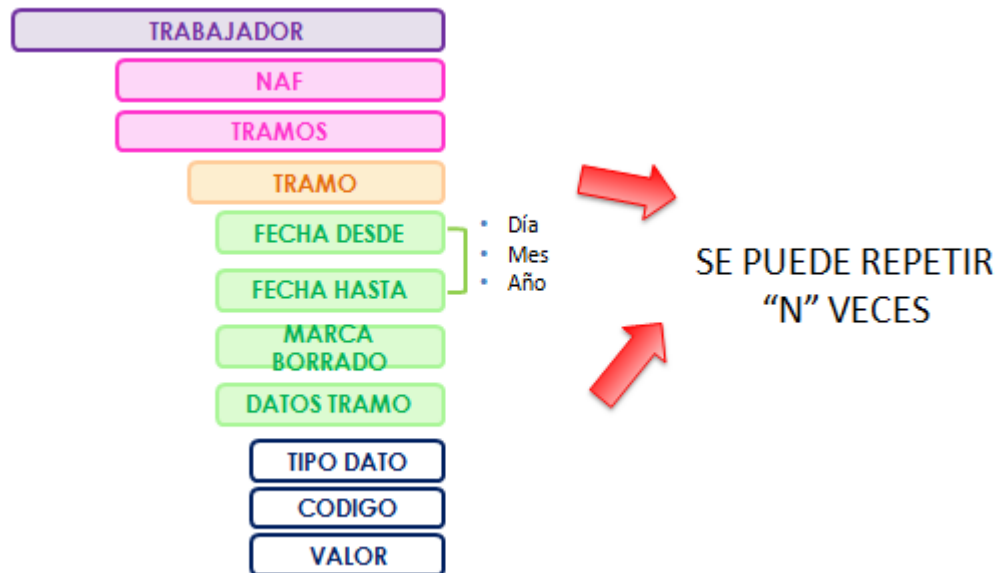 TRABAJADOR
NAF
TRAMOS
TRAMO
FECHA DESDE
FECHA HASTA
• Día
• Mes
• Año
MARCA
BORRADO
DATOS TRAMO
TIPO DATO
CODIGO
VALOR
SE PUEDE REPETIR
“N” VECES